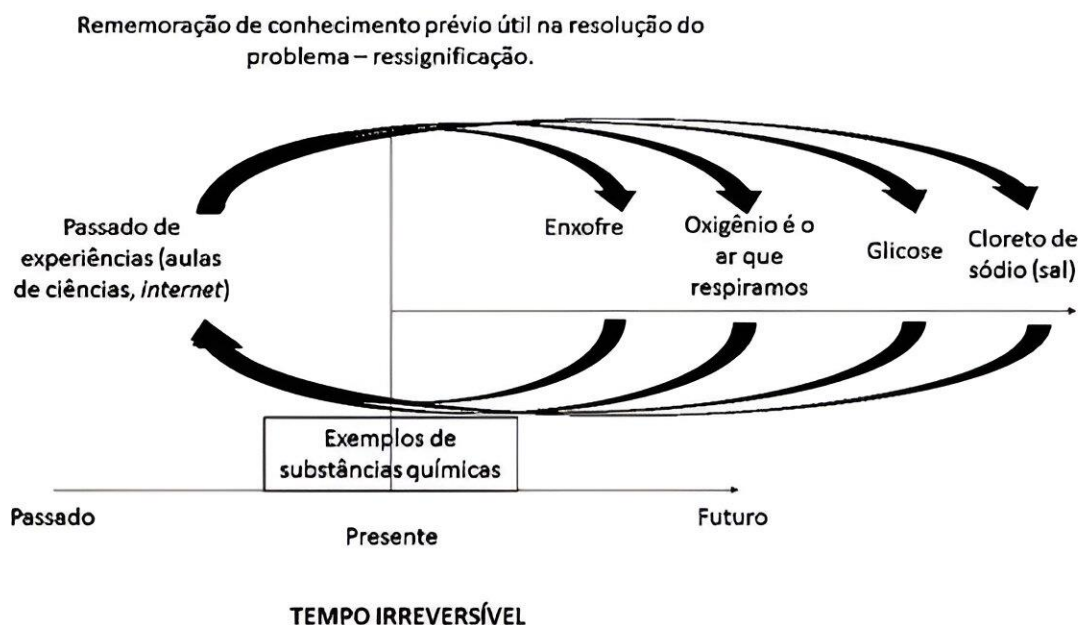 Rememoração de conhecimento prévio útil na resolução do
problema – ressignificação.
Passado de
experiências (aulas
de ciências, internet)
Enxofre
Oxigênio é o
ar que
respiramos
Glicose
Cloreto de
sódio (sal)
Exemplos de
substâncias químicas
Passado
Presente
Futuro
TEMPO IRREVERSÍVEL